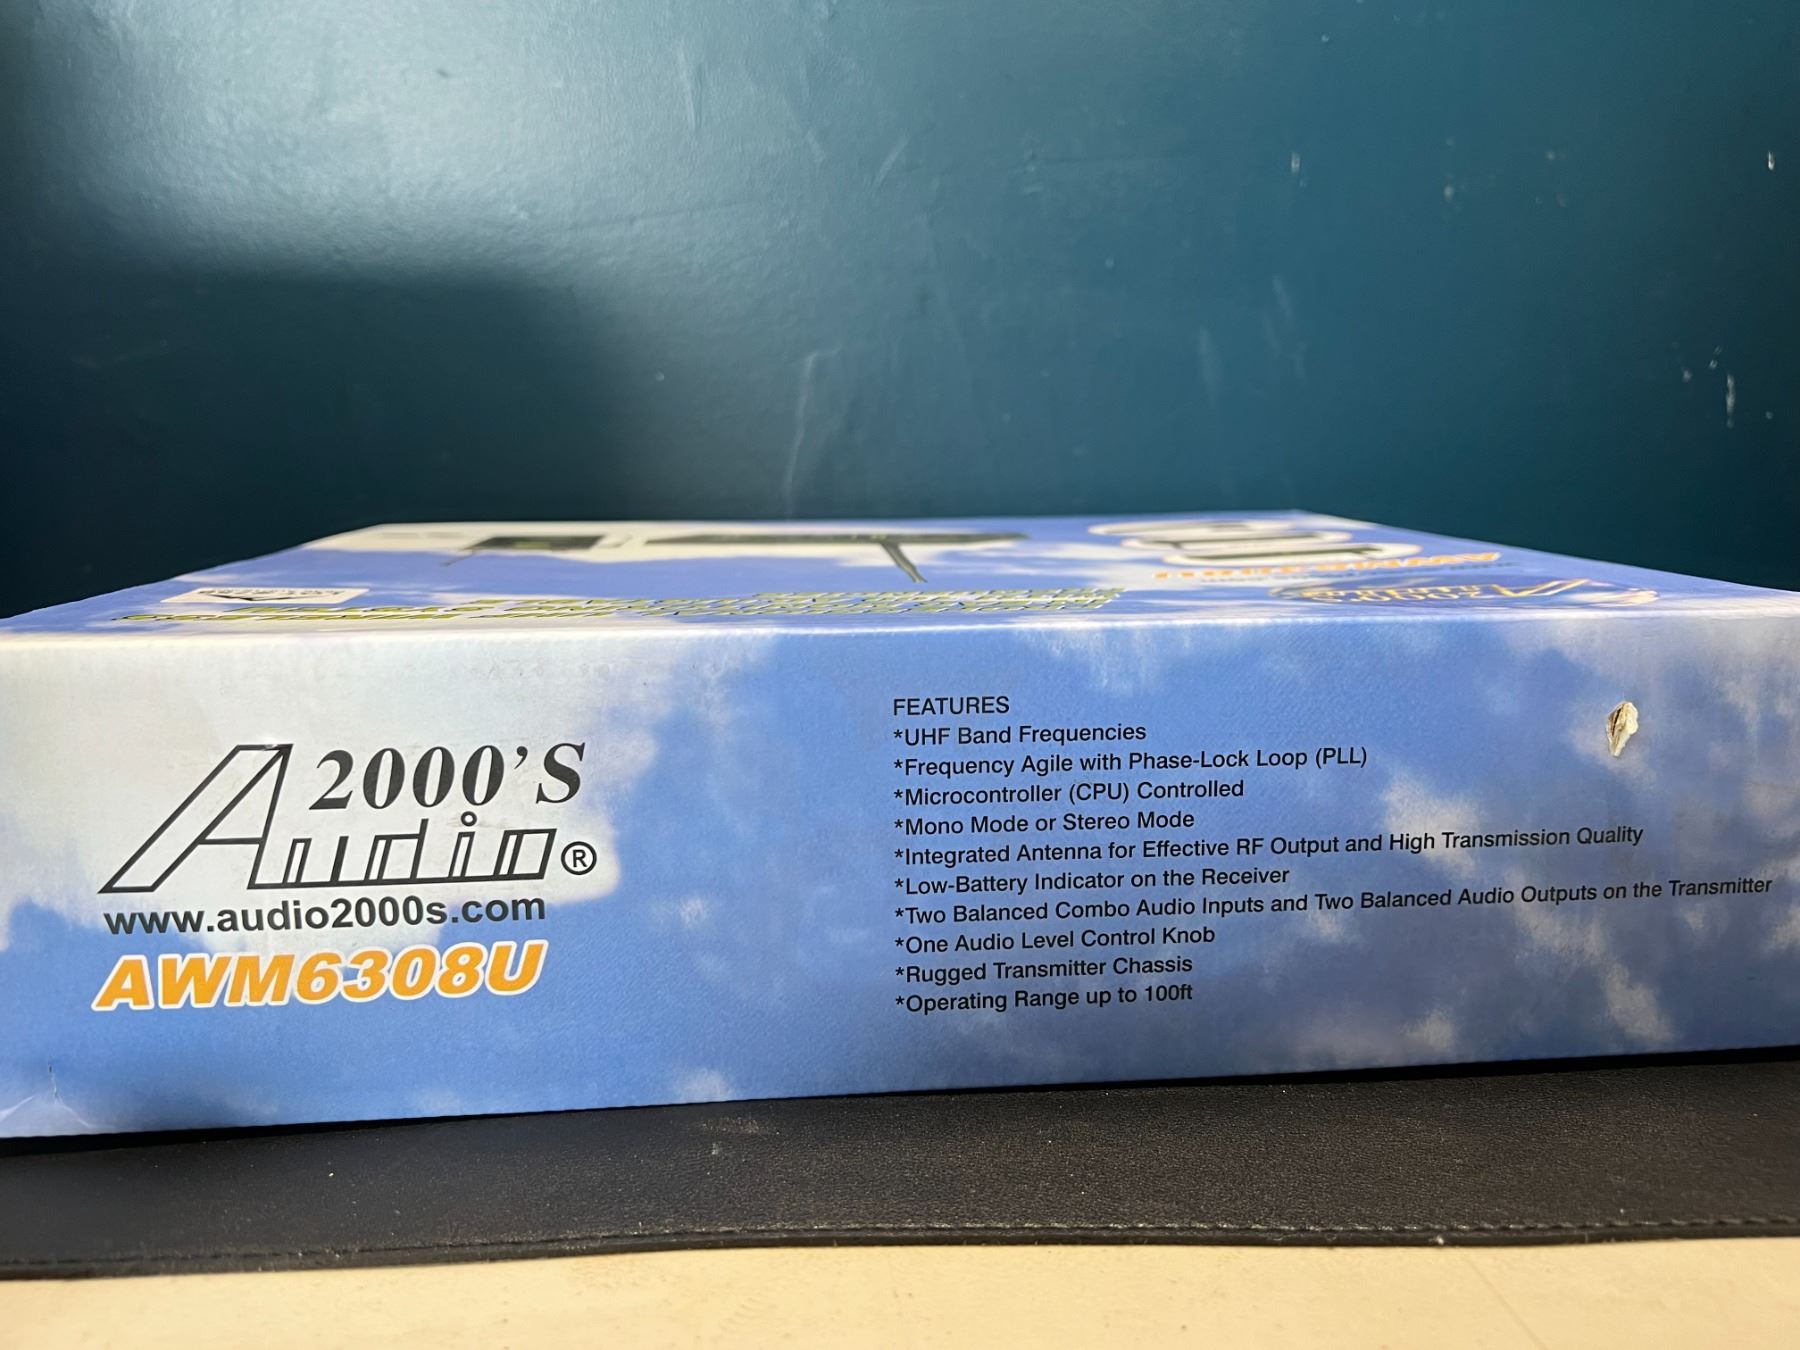 2000'S
Audio®
www.audio2000s.com
AWM6308U
FEATURES
*UHF Band Frequencies
*Frequency Agile with Phase-Lock Loop (PLL)
*Microcontroller (CPU) Controlled
*Mono Mode or Stereo Mode
*Integrated Antenna for Effective RF Output and High Transmission Quality
*Low-Battery Indicator on the Receiver
*Two Balanced Combo Audio Inputs and Two Balanced Audio Outputs on the Transmitter
*One Audio Level Control Knob
*Rugged Transmitter Chassis
*Operating Range up to 100ft